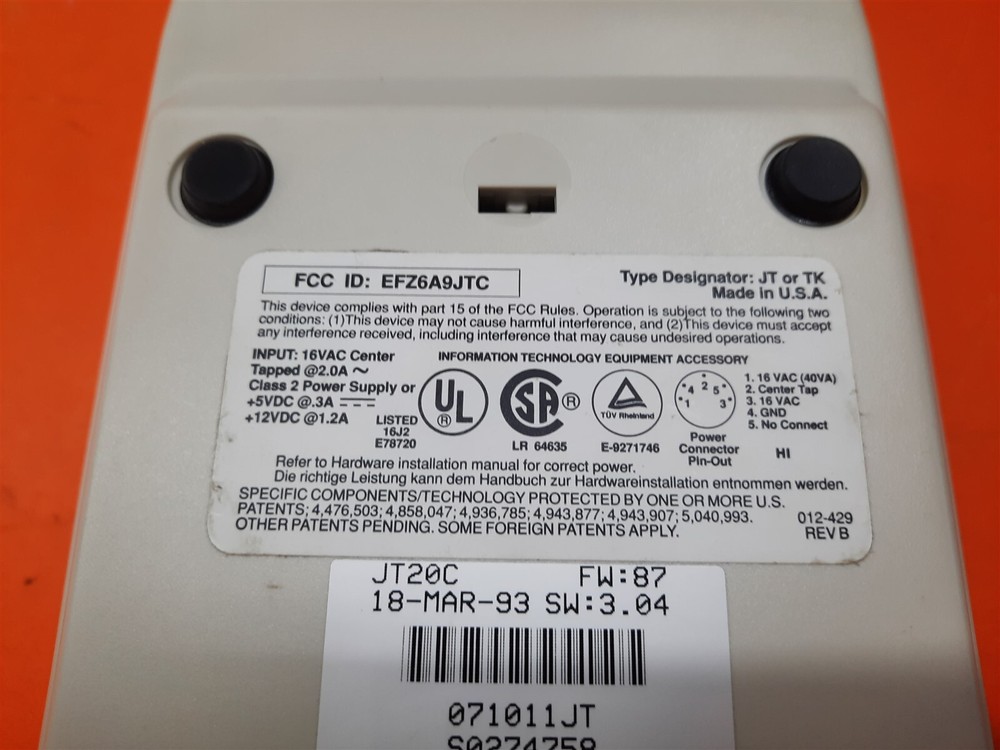 FCC ID: EFZ6A9JTC
Type Designator: JT or TK
Made in U.S.A.
This device complies with part 15 of the FCC Rules. Operation is subject to the following two
conditions: (1)This device may not cause harmful interference, and (2)This device must accept
any interference received, including interference that may cause undesired operations.
INPUT: 16VAC Center
Tapped @2.0A ~
Class 2 Power Supply or
+5VDC @.3A
+12VDC @1.2A
INFORMATION TECHNOLOGY EQUIPMENT ACCESSORY
LISTED
16J2
E78720
UL ®
SA ®
LR 64635
TÜV Rheinland
E-9271746
4 2 5
1 3
Power
Connector
Pin-Out
1. 16 VAC (40VA)
2. Center Tap
3. 16 VAC
4. GND
5. No Connect
HI
Refer to Hardware installation manual for correct power.
Die richtige Leistung kann dem Handbuch zur Hardwareinstallation entnommen werden.
SPECIFIC COMPONENTS/TECHNOLOGY PROTECTED BY ONE OR MORE U.S.
PATENTS; 4,476,503; 4,858,047; 4,936,785; 4,943,877; 4,943,907; 5,040,993.
OTHER PATENTS PENDING. SOME FOREIGN PATENTS APPLY.
012-429
REV B
JT20C FW:87
18-MAR-93 SW:3.04
071011JT
S0274758